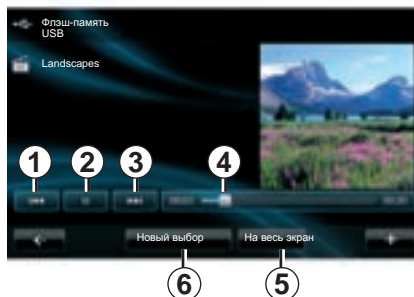 Флэш-память
USB
Landscapes
1 2 3 4
Новый выбор На весь экран
6 5